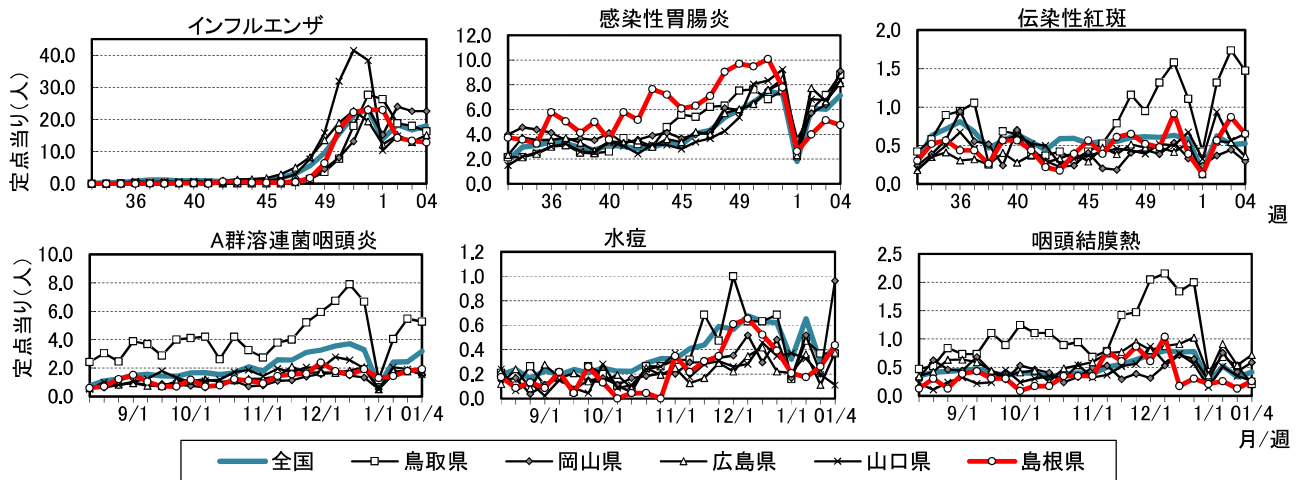 インフルエンザ
感染性胃腸炎
伝染性紅斑
定点当り(人)
40.0
30.0
20.0
10.0
0.0
36 40 45 49 1 04
12.0
10.0
8.0
6.0
4.0
2.0
0.0
36 40 45 49 1 04
2.0
1.5
1.0
0.5
0.0
36 40 45 49 1 04
週
A群溶連菌咽頭炎
水痘
咽頭結膜熱
定点当り(人)
10.0
8.0
6.0
4.0
2.0
0.0
9/1 10/1 11/1 12/1 1/1 01/4
1.2
1.0
0.8
0.6
0.4
0.2
0.0
9/1 10/1 11/1 12/1 1/1 01/4
2.5
2.0
1.5
1.0
0.5
0.0
9/1 10/1 11/1 12/1 1/1 01/4
月/週
全国 鳥取県 岡山県 広島県 山口県 島根県